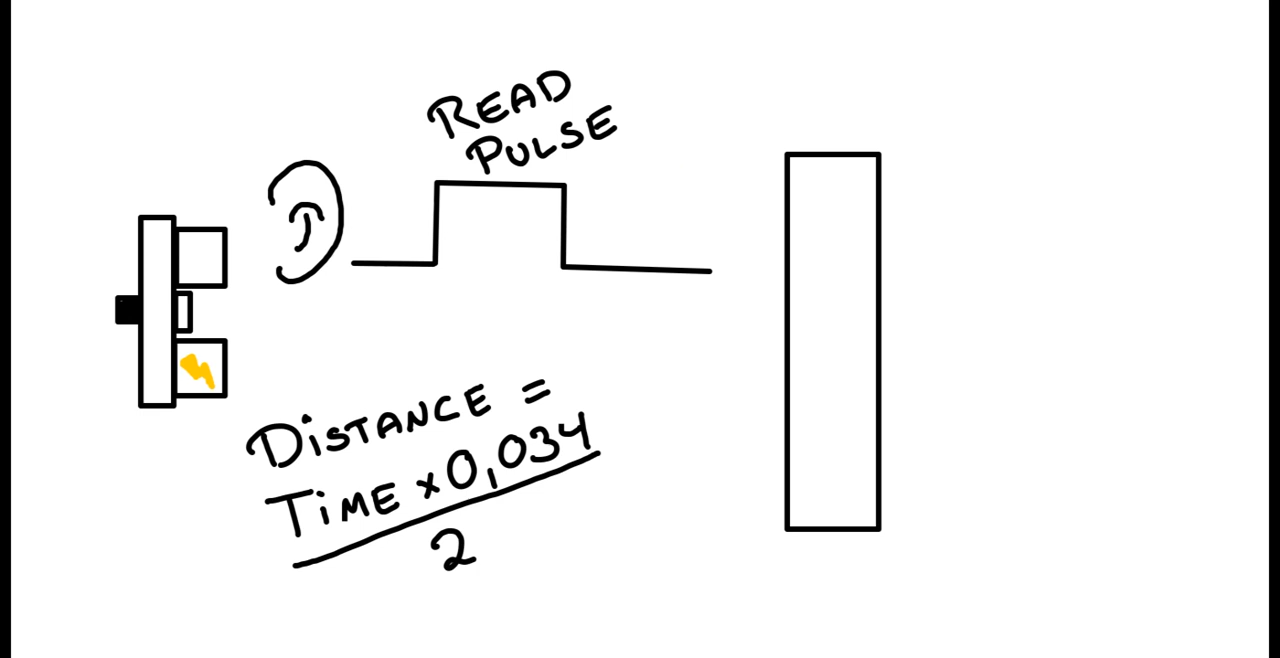 READ
PULSE
DiSTANCE =
TiME x 0,034
2